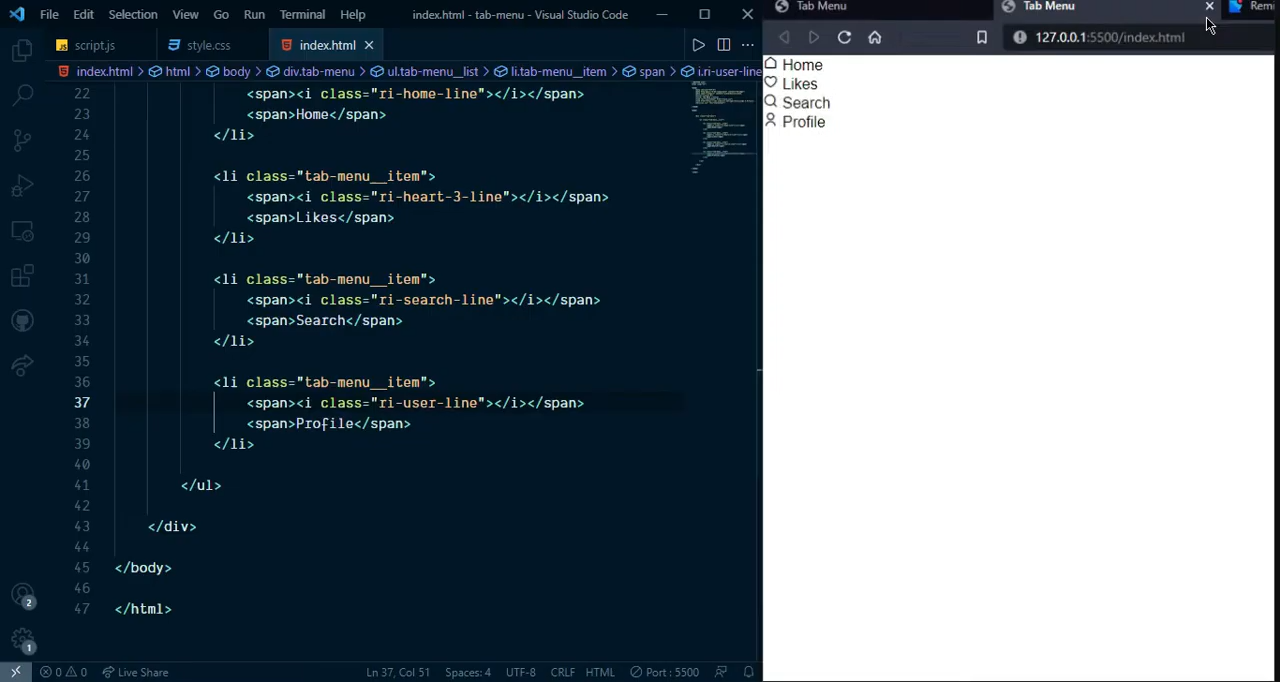 File Edit Selection View Go Run Terminal Help index.html - tab-menu - Visual Studio Code
script.js style.css index.html
index.html html body div.tab-menu ul.tab-menu__list li.tab-menu__item span i.ri-user-line
22 <span><i class="ri-home-line"></i></span>
23 <span>Home</span>
24 </li>
25
26 <li class="tab-menu__item">
27 <span><i class="ri-heart-3-line"></i></span>
28 <span>Likes</span>
29 </li>
30
31 <li class="tab-menu__item">
32 <span><i class="ri-search-line"></i></span>
33 <span>Search</span>
34 </li>
35
36 <li class="tab-menu__item">
37 <span><i class="ri-user-line"></i></span>
38 <span>Profile</span>
39 </li>
40
41 </ul>
42
43 </div>
44
45 </body>
46
47 </html>
2
1
0 0 Live Share Ln 37, Col 51 Spaces: 4 UTF-8 CRLF HTML Port : 5500
Tab Menu Tab Menu Remi
127.0.0.1:5500/index.html
Home
Likes
Search
Profile